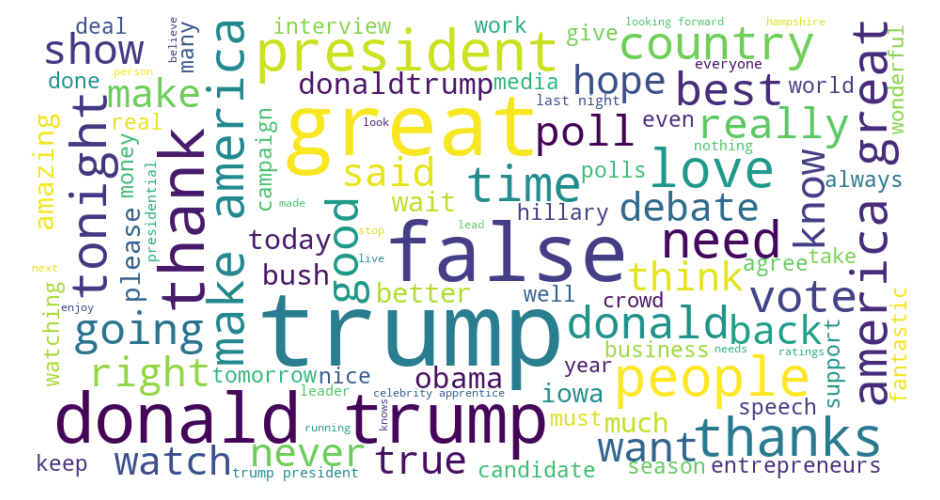 deal
show
done
make
many
believe
make america
interview
work
give
looking forward
hampshire
president
country
america great
wonderful
donaldtrump
media
hope
best
everyone
world
person
great
last night
poll
even
really
look
nothing
amazing
real
tonight
money
thank
campaign
said
time
polls
love
know
always
please
presidential
made
wait
hillary
debate
today
good
stop
false
lead
need
agree
take
next
bush
live
better
well
think
vote
fantastic
enjoy
watching
going
trump
crowd
donald
back
support
right
tomorrow
nice
obama
year
business
needs
ratings
leader
celebrity apprentice
iowa
people
donald trump
knows
must
much
speech
running
want
thanks
keep
watch
never
true
trump president
candidate
season
entrepreneurs